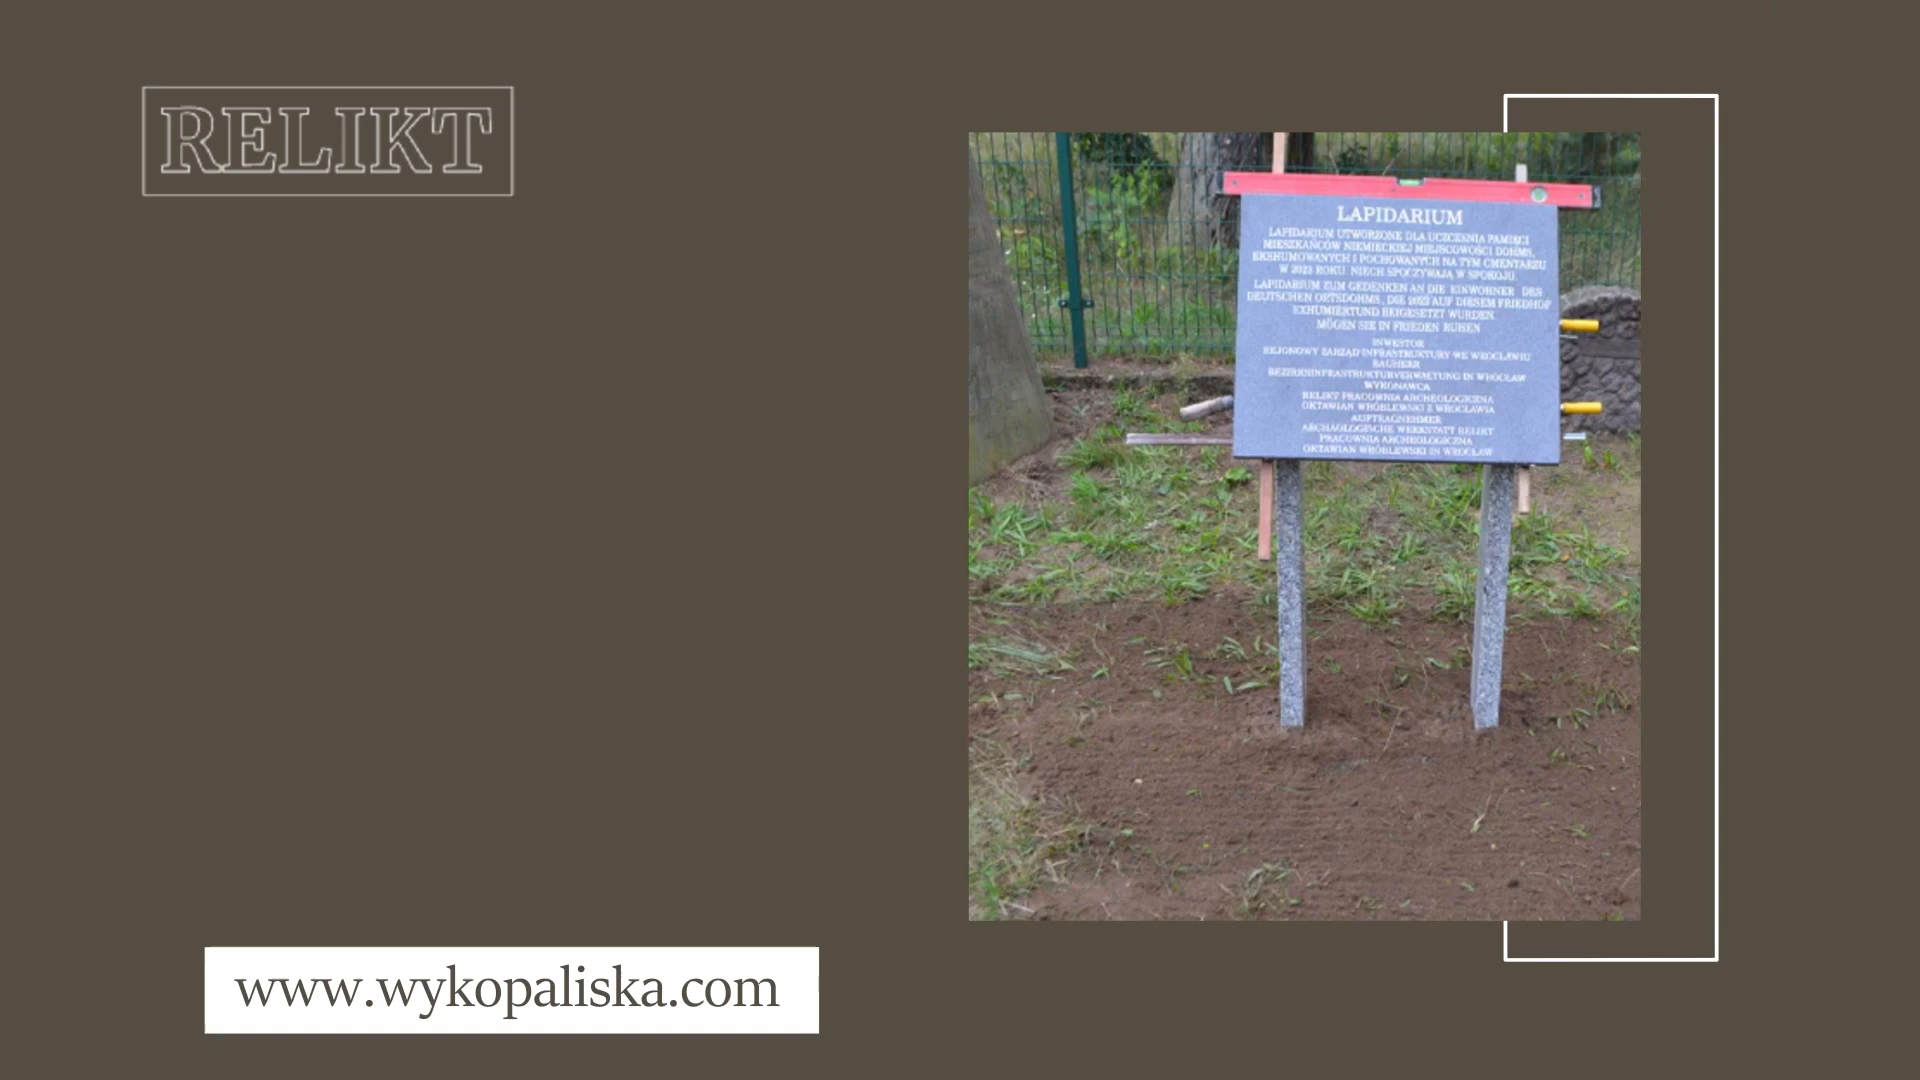 RELIKT
LAPIDARIUM
LAPIDARIUM UTWORZONE DLA UCZCZENIA PAMIĘCI
MIESZKAŃCÓW NIEMIECKIEJ MIEJSCOWOŚCI DOHMS,
EKSHUMOWANYCH I POCHOWANYCH NA TYM CMENTARZU
W 2022 ROKU. NIECH SPOCZYWAJĄ W SPOKOJU.
LAPIDARIUM ZUM GEDENKEN AN DIE EINWORNER DES
DEUTSCHEN ORTSDOHMS, DIE 2022 AUF DIESEM FRIEDHOF
EXHUMIERTUND BEIGESETZT WURDEN.
MÖGEN SIE IN FRIEDEN RUHEN
INWESTOR
REJONOWY ZARZĄD INFRASTRUKTURY WE WROCŁAWIU
BAUHERR
BEZIRKSINFRASTRUKTURVERWALTUNG IN WROCŁAW
WYKONAWCA
RELIKT PRACOWNIA ARCHEOLOGICZNA
OKTAWIAN WRÓBLEWSKI Z WROCŁAWIA
AUFTRAGNEHMER
ARCHÄOLOGISCHE WERKSTATT RELIKT
PRACOWNIA ARCHEOLOGICZNA
OKTAWIAN WRÓBLEWSKI IN WROCŁAW
www.wykopaliska.com